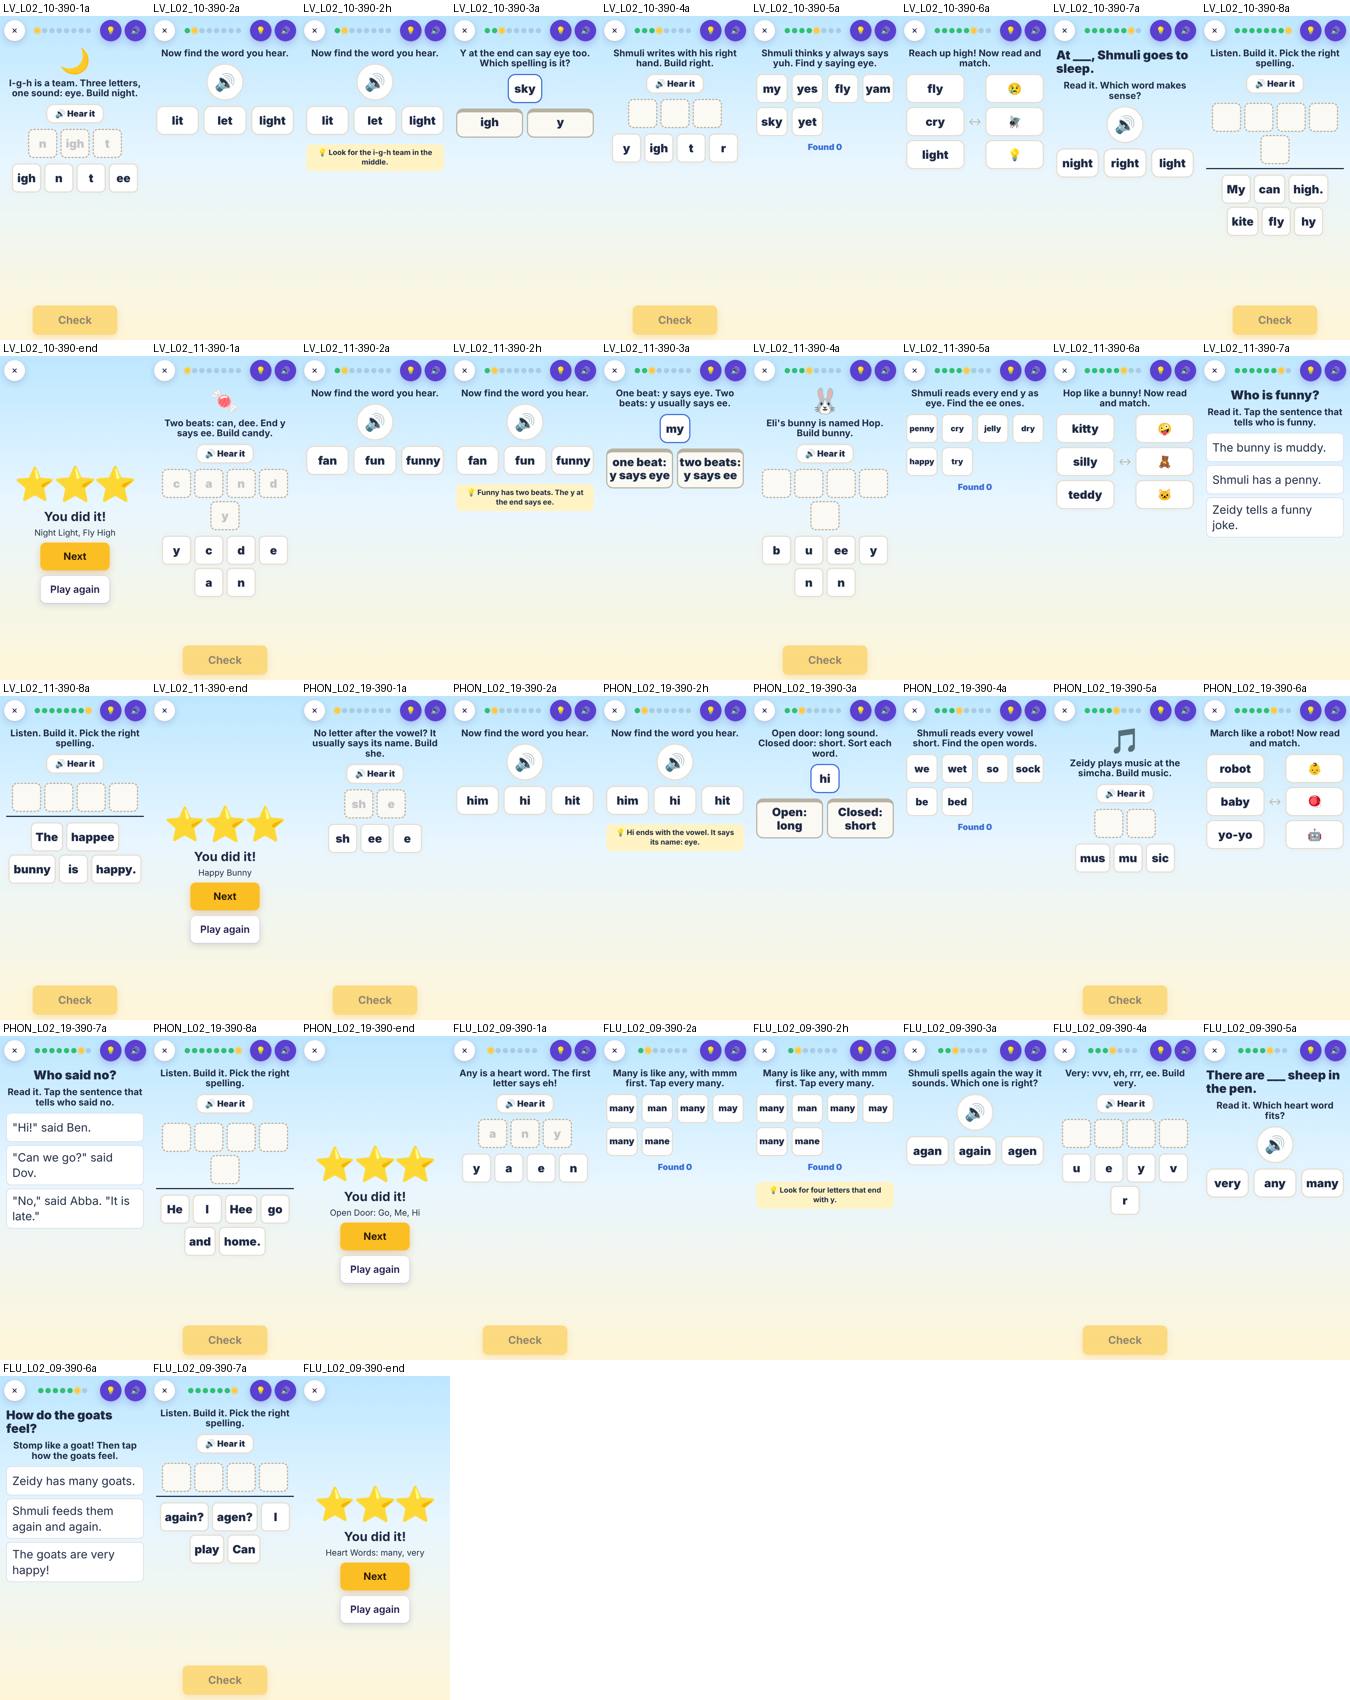 LV_L02_10-390-1a
I-g-h is a team. Three letters,
one sound: eye. Build night.
🔊 Hear it
n igh t
igh n t ee
Check
LV_L02_10-390-2a
Now find the word you hear.
lit let light
LV_L02_10-390-2h
Now find the word you hear.
lit let light
💡 Look for the i-g-h team in the
middle.
LV_L02_10-390-3a
Y at the end can say eye too.
Which spelling is it?
sky
igh y
LV_L02_10-390-4a
Shmuli writes with his right
hand. Build right.
🔊 Hear it
y igh t r
Check
LV_L02_10-390-5a
Shmuli thinks y always says
yuh. Find y saying eye.
my yes fly yam
sky yet
Found 0
LV_L02_10-390-6a
Reach up high! Now read and
match.
fly
cry
light
LV_L02_10-390-7a
At ___, Shmuli goes to
sleep.
Read it. Which word makes
sense?
night right light
LV_L02_10-390-8a
Listen. Build it. Pick the right
spelling.
🔊 Hear it
My can high.
kite fly hy
Check
LV_L02_10-390-end
You did it!
Night Light, Fly High
Next
Play again
LV_L02_11-390-1a
Two beats: can, dee. End y
says ee. Build candy.
🔊 Hear it
c a n d
y
y c d e
a n
Check
LV_L02_11-390-2a
Now find the word you hear.
fan fun funny
LV_L02_11-390-2h
Now find the word you hear.
fan fun funny
💡 Funny has two beats. The y at
the end says ee.
LV_L02_11-390-3a
One beat: y says eye. Two
beats: y usually says ee.
my
one beat:
y says eye
two beats:
y says ee
LV_L02_11-390-4a
Eli's bunny is named Hop.
Build bunny.
🔊 Hear it
b u ee y
n n
Check
LV_L02_11-390-5a
Shmuli reads every end y as
eye. Find the ee ones.
penny cry jelly dry
happy try
Found 0
LV_L02_11-390-6a
Hop like a bunny! Now read
and match.
kitty
silly
teddy
LV_L02_11-390-7a
Who is funny?
Read it. Tap the sentence that
tells who is funny.
The bunny is muddy.
Shmuli has a penny.
Zeidy tells a funny
joke.
LV_L02_11-390-8a
Listen. Build it. Pick the right
spelling.
🔊 Hear it
The happee
bunny is happy.
Check
LV_L02_11-390-end
You did it!
Happy Bunny
Next
Play again
PHON_L02_19-390-1a
No letter after the vowel? It
usually says its name. Build
she.
🔊 Hear it
sh e
sh ee e
Check
PHON_L02_19-390-2a
Now find the word you hear.
him hi hit
PHON_L02_19-390-2h
Now find the word you hear.
him hi hit
💡 Hi ends with the vowel. It says
its name: eye.
PHON_L02_19-390-3a
Open door: long sound.
Closed door: short. Sort each
word.
hi
Open:
long
Closed:
short
PHON_L02_19-390-4a
Shmuli reads every vowel
short. Find the open words.
we wet so sock
be bed
Found 0
PHON_L02_19-390-5a
Zeidy plays music at the
simcha. Build music.
🔊 Hear it
mus mu sic
Check
PHON_L02_19-390-6a
March like a robot! Now read
and match.
robot
baby
yo-yo
PHON_L02_19-390-7a
Who said no?
Read it. Tap the sentence that
tells who said no.
"Hi!" said Ben.
"Can we go?" said
Dov.
"No," said Abba. "It is
late."
PHON_L02_19-390-8a
Listen. Build it. Pick the right
spelling.
🔊 Hear it
He I Hee go
and home.
Check
PHON_L02_19-390-end
You did it!
Open Door: Go, Me, Hi
Next
Play again
FLU_L02_09-390-1a
Any is a heart word. The first
letter says eh!
🔊 Hear it
a n y
y a e n
Check
FLU_L02_09-390-2a
Many is like any, with mmm
first. Tap every many.
many man many may
many mane
Found 0
FLU_L02_09-390-2h
Many is like any, with mmm
first. Tap every many.
many man many may
many mane
Found 0
💡 Look for four letters that end
with y.
FLU_L02_09-390-3a
Shmuli spells again the way it
sounds. Which one is right?
agan again agen
FLU_L02_09-390-4a
Very: vvv, eh, rrr, ee. Build
very.
🔊 Hear it
u e y v
r
Check
FLU_L02_09-390-5a
There are ___ sheep in
the pen.
Read it. Which heart word
fits?
very any many
FLU_L02_09-390-6a
How do the goats
feel?
Stomp like a goat! Then tap
how the goats feel.
Zeidy has many goats.
Shmuli feeds them
again and again.
The goats are very
happy!
FLU_L02_09-390-7a
Listen. Build it. Pick the right
spelling.
🔊 Hear it
again? agen? I
play Can
Check
FLU_L02_09-390-end
You did it!
Heart Words: many, very
Next
Play again